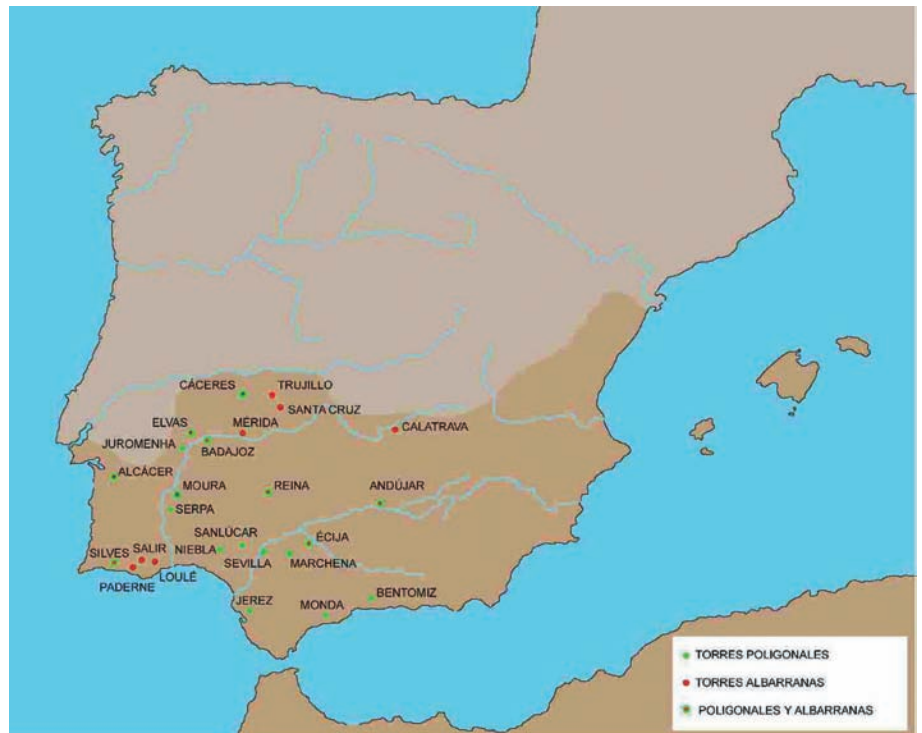 CÁCERES
TRUJILLO
SANTA CRUZ
ELVAS
MÉRIDA
CALATRAVA
JUROMENHA
BADAJOZ
ALCÁCER
MOURA
REINA
ANDÚJAR
SERPA
SANLÚCAR
ÉCIJA
SILVES
SALIR
NIEBLA
SEVILLA
MARCHENA
LOULÉ
PADERNE
JEREZ
MONDA
BENTOMIZ
TORRES POLIGONALES
TORRES ALBARRANAS
POLIGONALES Y ALBARRANAS